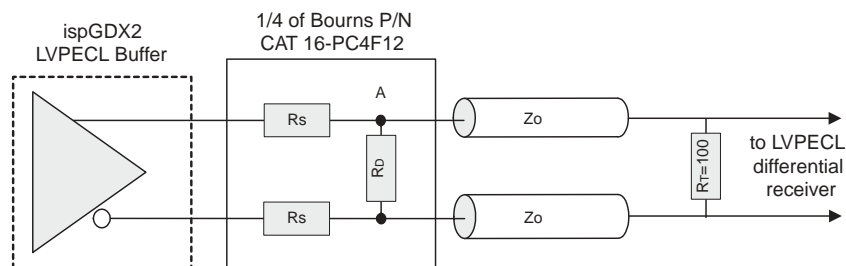 ispGDX2
LVPECL Buffer
1/4 of Bourns P/N
CAT 16-PC4F12
A
Rs
RD
Rs
Zo
Zo
RT=100
to LVPECL
differential
receiver